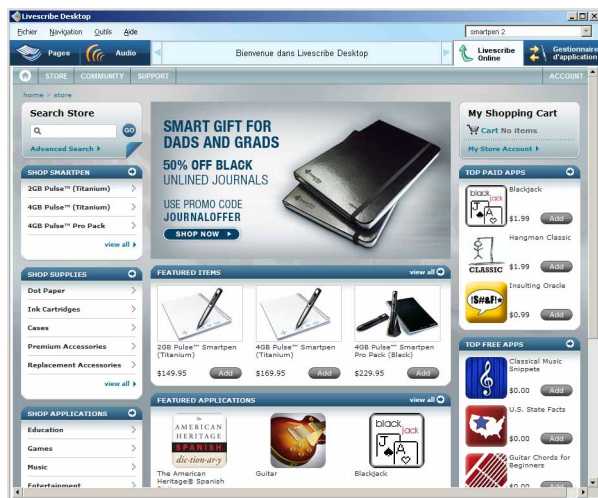 Livescribe Desktop
Fichier Navigation Outils Aide
smartpen 2
Pages
Audio
Bienvenue dans Livescribe Desktop
Livescribe
Online
Gestionnaire
d'application
STORE COMMUNITY SUPPORT
ACCOUNT
home > store
Search Store
GO
Advanced Search
SHOP SMARTPEN
2GB Pulse™ (Titanium)
4GB Pulse™ (Titanium)
4GB Pulse™ Pro Pack
view all
SHOP SUPPLIES
Dot Paper
Ink Cartridges
Cases
Premium Accessories
Replacement Accessories
view all
SHOP APPLICATIONS
Education
Games
Music
Entertainment
SMART GIFT FOR
DADS AND GRADS
50% OFF BLACK
UNLINED JOURNALS
USE PROMO CODE
JOURNALOFFER
SHOP NOW
FEATURED ITEMS
view all
2GB Pulse™ Smartpen
(Titanium)
$149.95 Add
4GB Pulse™ Smartpen
(Titanium)
$169.95 Add
4GB Pulse™ Smartpen
Pro Pack (Black)
$229.95 Add
FEATURED APPLICATIONS
view all
The
AMERICAN
HERITAGE
SPANISH
dic·tion·ar·y
The American
Heritage® Spanish
Guitar
black
jack
J
A
Blackjack
My Shopping Cart
Cart No items
My Store Account
TOP PAID APPS
black
jack
J
A
Blackjack
$1.99 Add
CLASSIC
Hangman Classic
$1.99 Add
!S#&F!*
Insulting Oracle
$0.99 Add
TOP FREE APPS
Classical Music
Snippets
$0.00 Add
U.S. State Facts
$0.00 Add
Guitar Chords for
Beginners
$0.00 Add